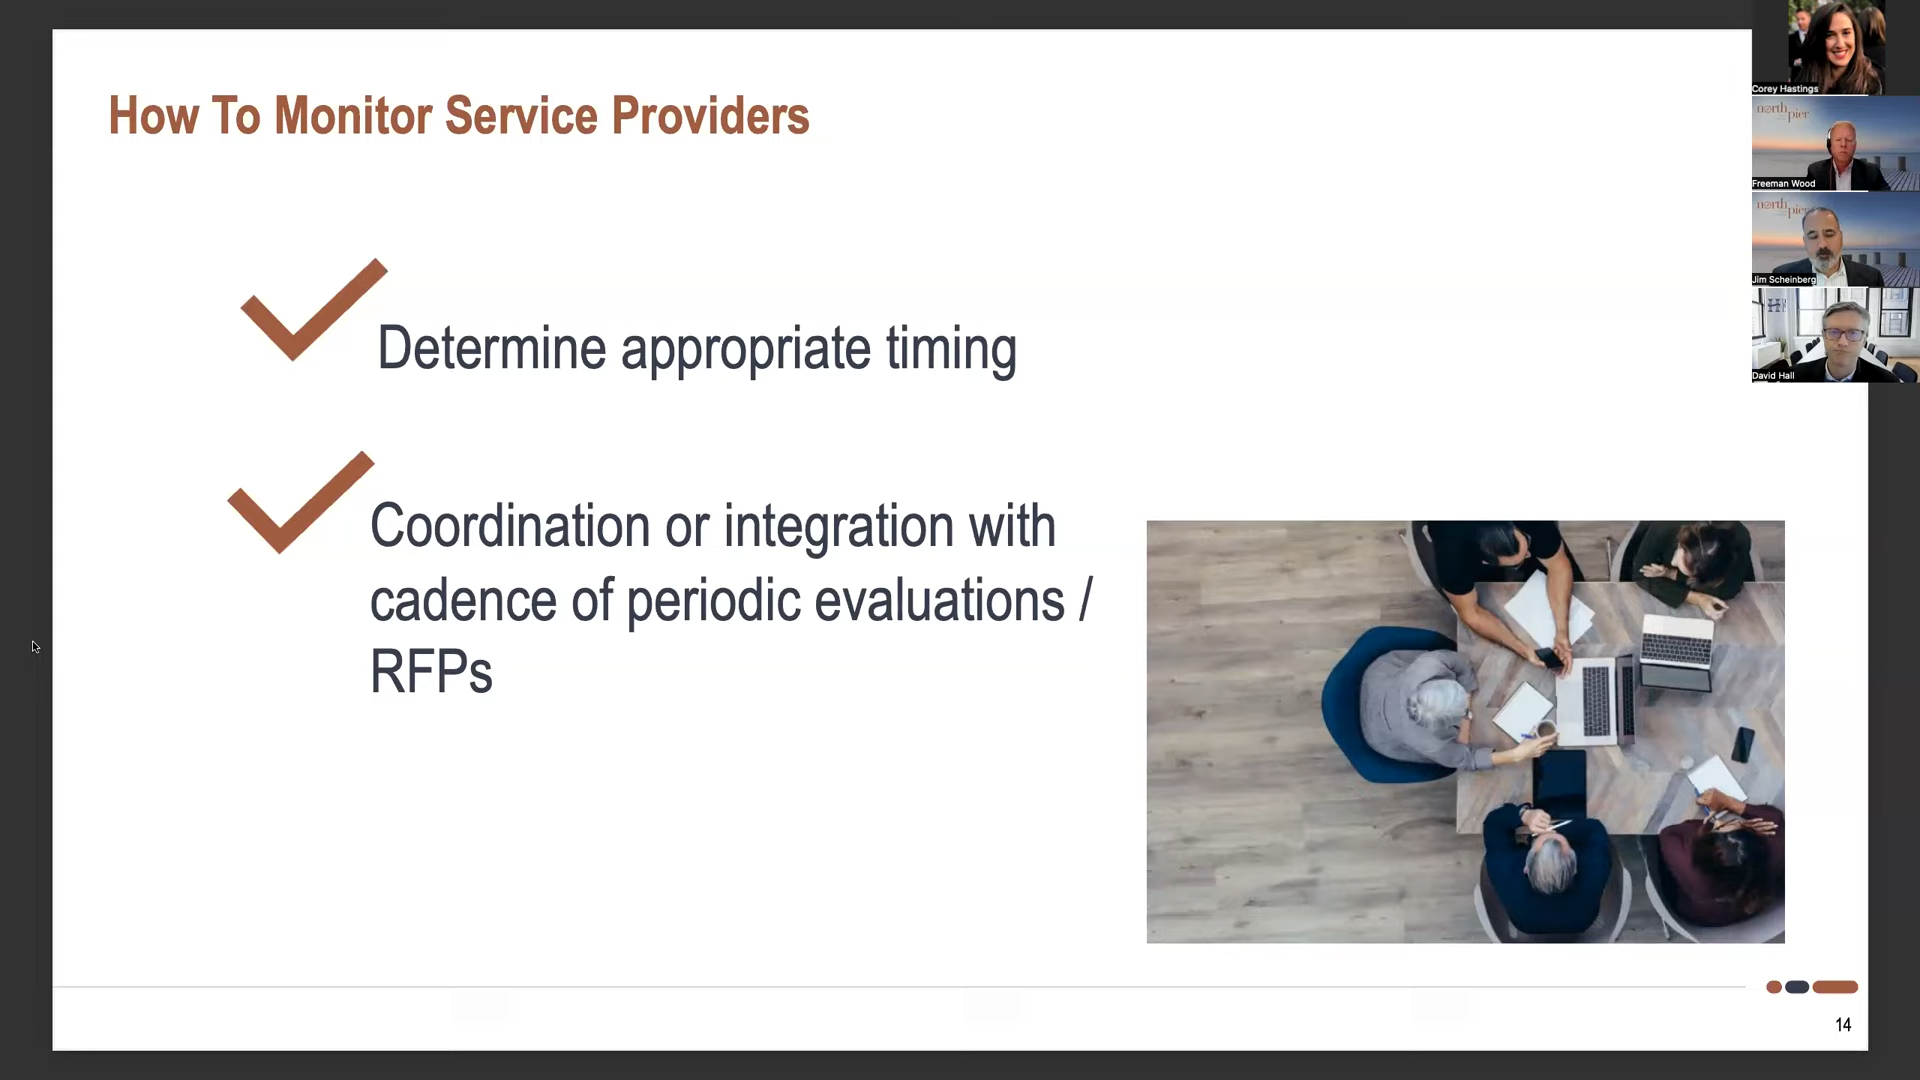 How To Monitor Service Providers
Determine appropriate timing
Coordination or integration with
cadence of periodic evaluations /
RFPs
14
Corey Hastings
north
pier
Freeman Wood
north
pier
Jim Scheinberg
H
David Hall